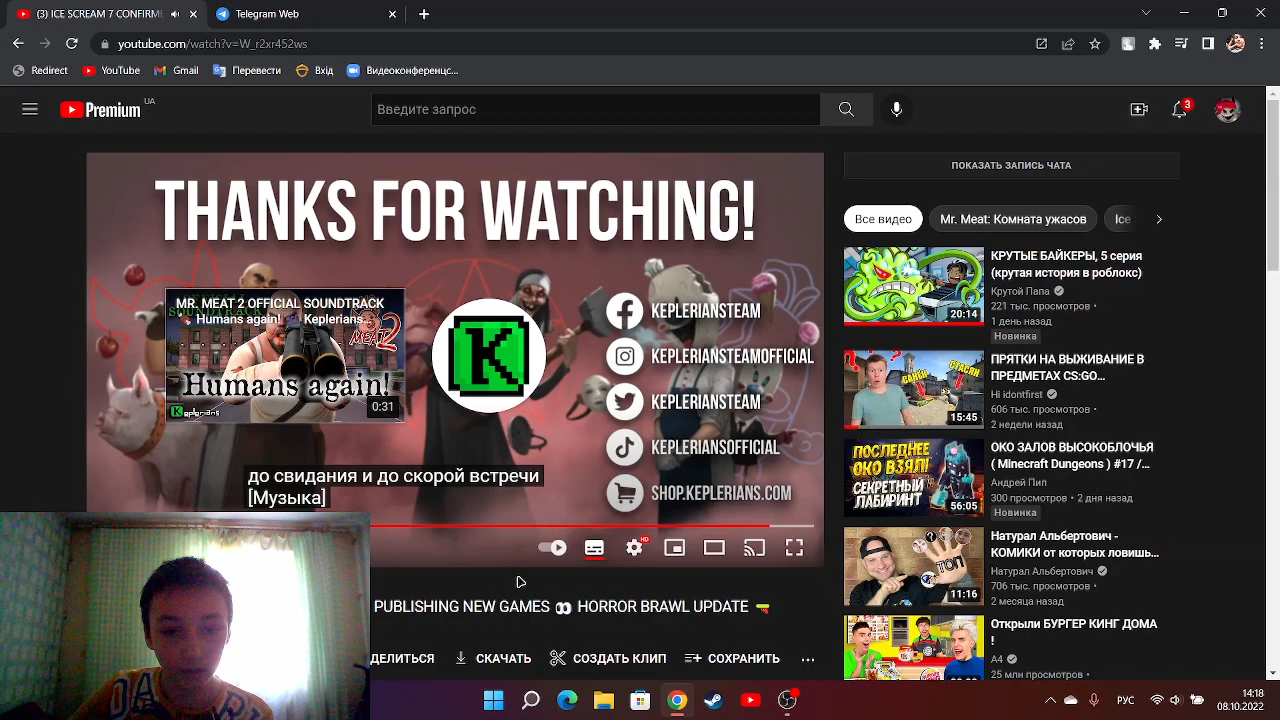 (3) ICE SCREAM 7 CONFIRM
Telegram Web
youtube.com/watch?v=W_r2xr452ws
Redirect
YouTube
Gmail
Перевести
Вхід
Видеоконференц...
Premium
UA
Введите запрос
3
THANKS FOR WATCHING!
MR. MEAT 2 OFFICIAL SOUNDTRACK
Humans again!
Keplerians
Humans again!
Keplerians
0:31
K
KEPLERIANSTEAM
KEPLERIANSTEAMOFFICIAL
KEPLERIANSTEAM
KEPLERIANSOFFICIAL
SHOP.KEPLERIANS.COM
до свидания и до скорой встречи
[Музыка]
HD
PUBLISHING NEW GAMES 👀 HORROR BRAWL UPDATE
ДЕЛИТЬСЯ
СКАЧАТЬ
СОЗДАТЬ КЛИП
СОХРАНИТЬ
ПОКАЗАТЬ ЗАПИСЬ ЧАТА
Все видео
Mr. Meat: Комната ужасов
Ice
20:14
КРУТЫЕ БАЙКЕРЫ, 5 серия
(крутая история в роблокс)
Крутой Папа
221 тыс. просмотров •
1 день назад
Новинка
САНЁК
СТАСЯН
15:45
ПРЯТКИ НА ВЫЖИВАНИЕ В
ПРЕДМЕТАХ CS:GO...
Hi idontfirst
606 тыс. просмотров •
2 недели назад
ПОСЛЕДНЕЕ
ОКО ВЗЯЛ!
СЕКРЕТНЫЙ
ЛАБИРИНТ
56:05
ОКО ЗАЛОВ ВЫСОКОБЛОЧЬЯ
( Minecraft Dungeons ) #17 /...
Андрей Пип
300 просмотров • 2 дня назад
Новинка
ТОП
11:16
Натурал Альбертович -
КОМИКИ от которых ловишь...
Натурал Альбертович
706 тыс. просмотров •
2 месяца назад
Открыли БУРГЕР КИНГ ДОМА
!
A4
25 млн просмотров •
РУС
14:18
08.10.2022